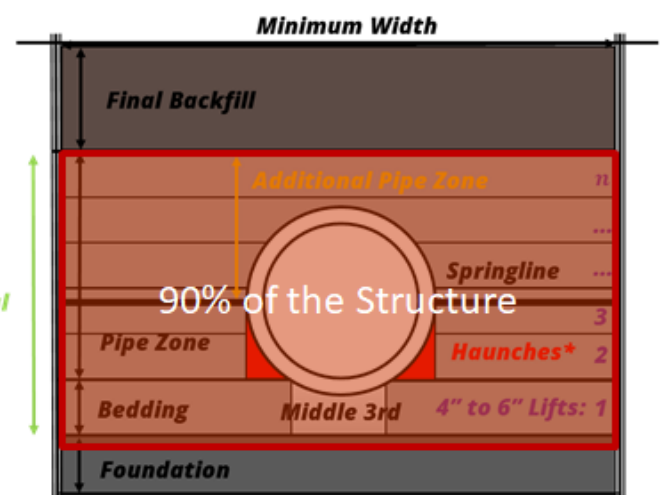 Minimum Width
Final Backfill
Additional Pipe Zone n
...
Springline ...
90% of the Structure
3
Pipe Zone Haunches* 2
Bedding Middle 3rd 4” to 6” Lifts: 1
Foundation